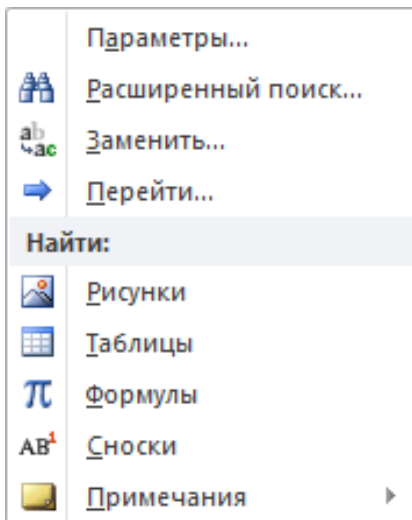 Параметры...
Расширенный поиск...
Заменить...
Перейти...
Найти:
Рисунки
Таблицы
Формулы
Сноски
Примечания